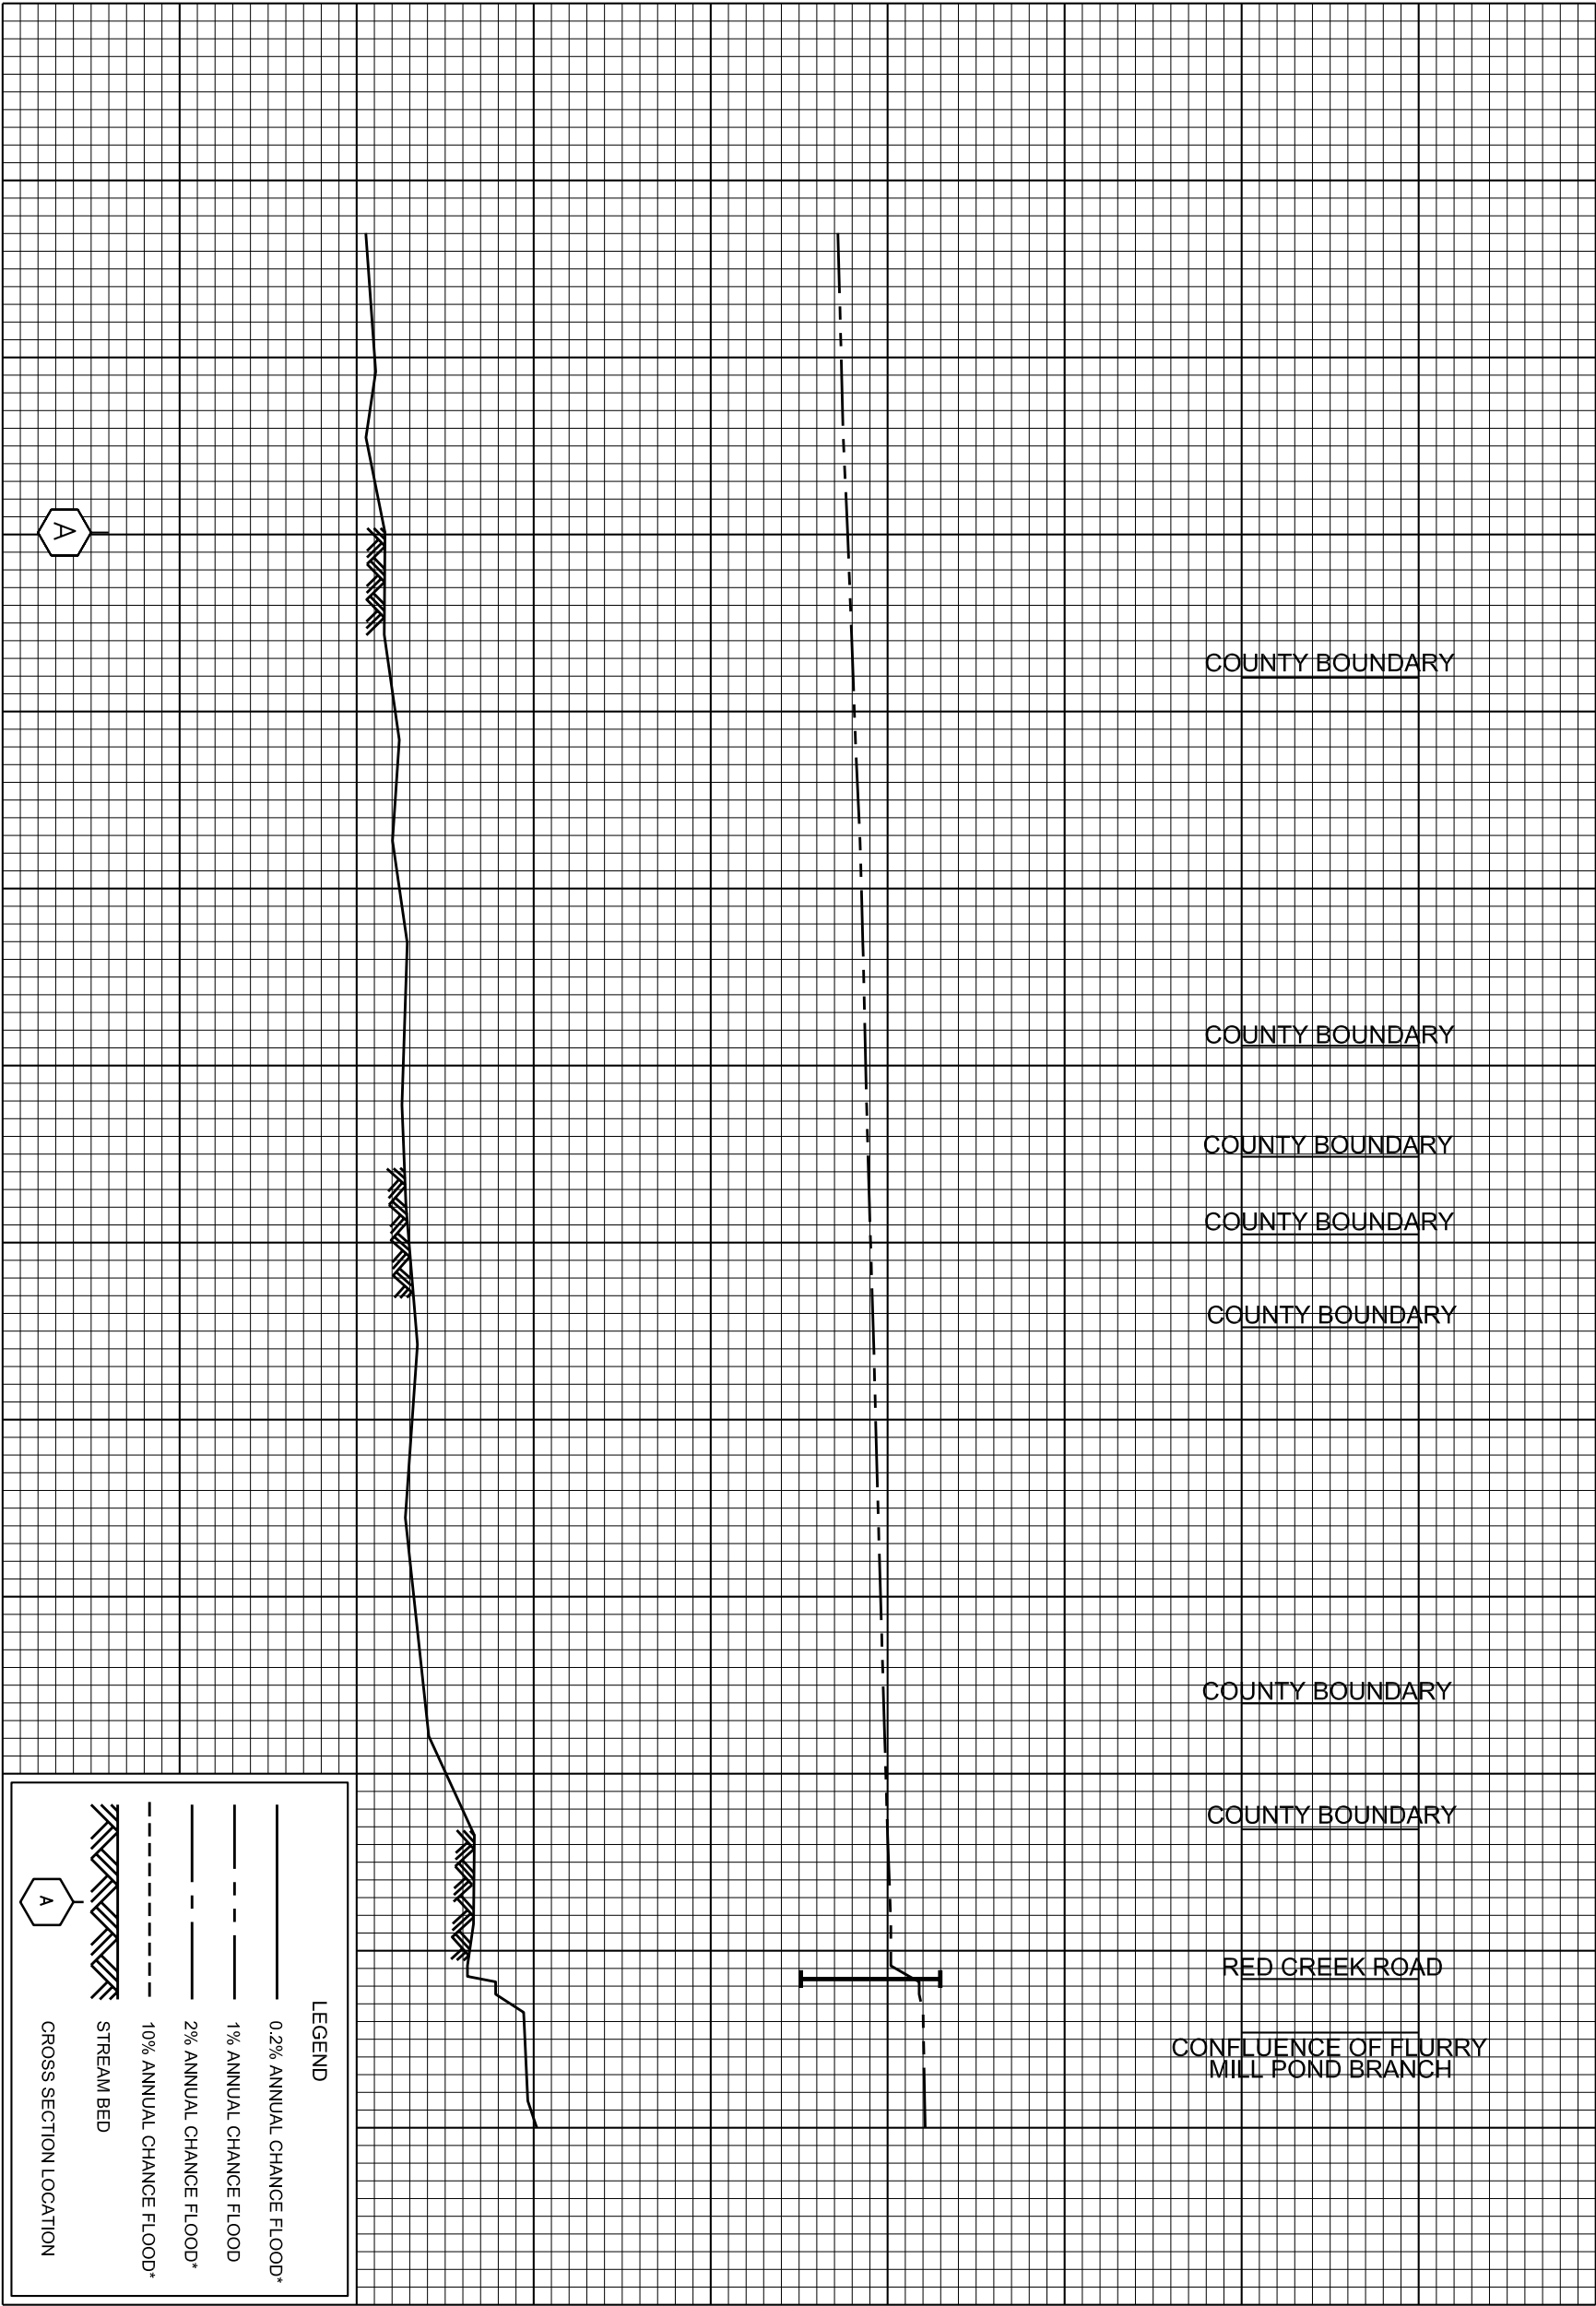 COUNTY BOUNDARY
COUNTY BOUNDARY
COUNTY BOUNDARY
COUNTY BOUNDARY
COUNTY BOUNDARY
COUNTY BOUNDARY
COUNTY BOUNDARY
RED CREEK ROAD
CONFLUENCE OF FLURRY
MILL POND BRANCH
A
LEGEND
0.2% ANNUAL CHANCE FLOOD*
1% ANNUAL CHANCE FLOOD
2% ANNUAL CHANCE FLOOD*
10% ANNUAL CHANCE FLOOD*
STREAM BED
A
CROSS SECTION LOCATION